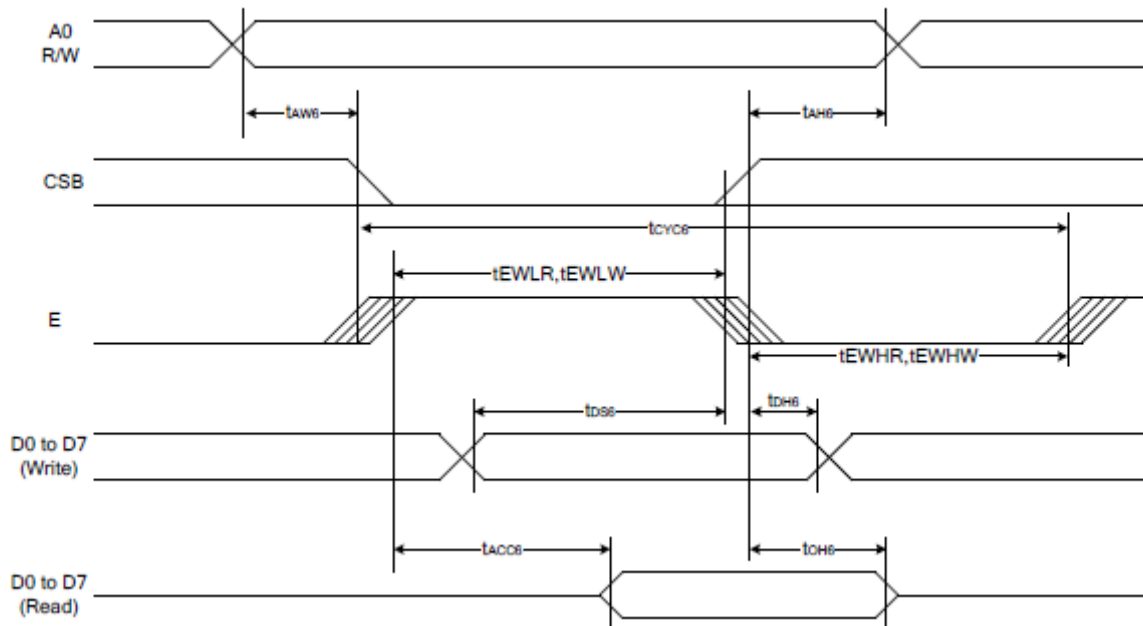 A0
R/W
tAW6
tAH6
CSB
tCYC6
tEWLR,tEWLW
E
tEWHR,tEWHW
tDS6
tDH6
D0 to D7
(Write)
tACC6
tOH6
D0 to D7
(Read)